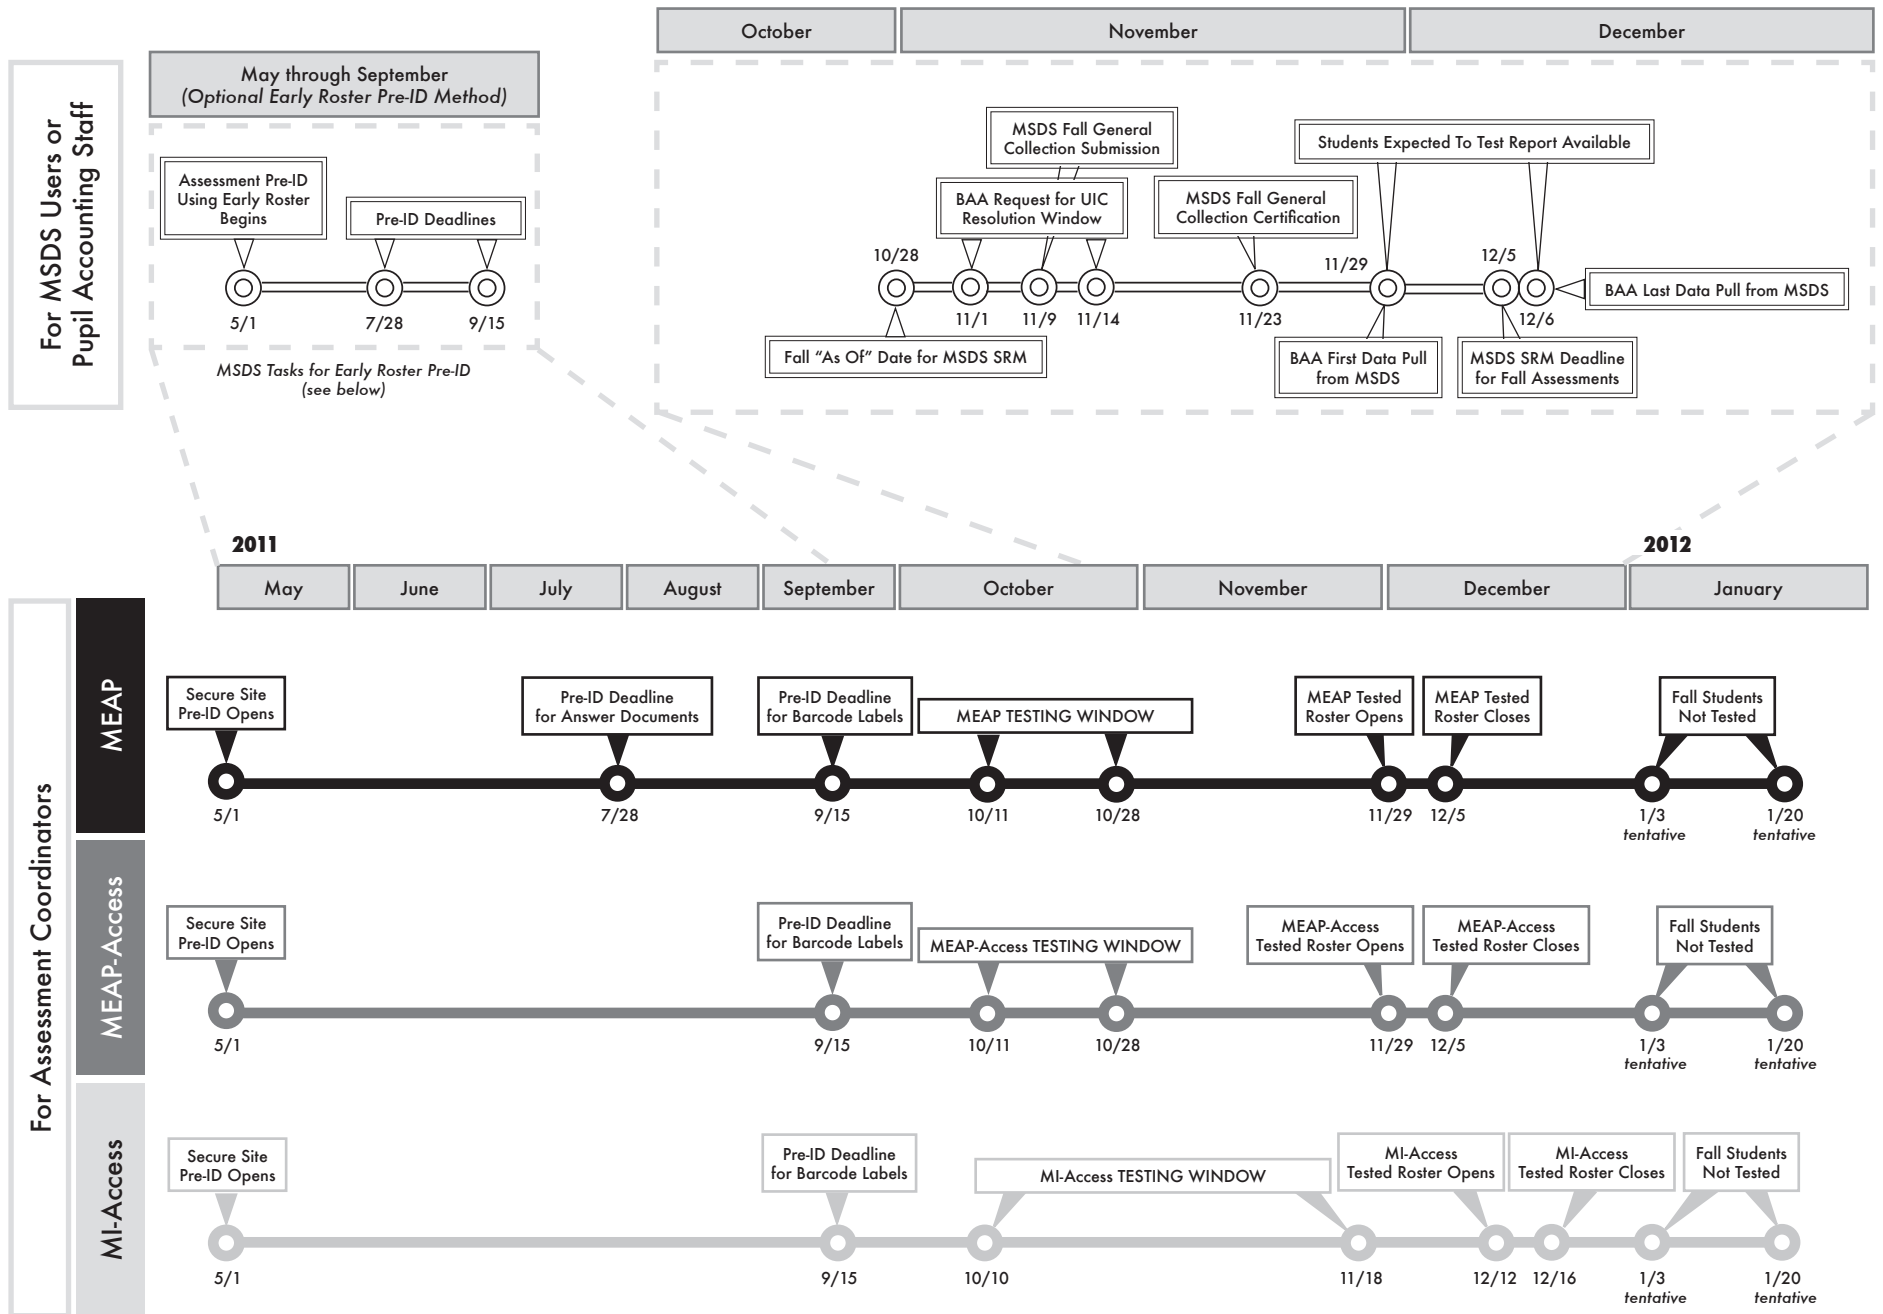 October
November
December
For MSDS Users or
Pupil Accounting Staff
May through September
(Optional Early Roster Pre-ID Method)
Assessment Pre-ID
Using Early Roster
Begins
Pre-ID Deadlines
5/1
7/28
9/15
MSDS Tasks for Early Roster Pre-ID
(see below)
MSDS Fall General
Collection Submission
Students Expected To Test Report Available
BAA Request for UIC
Resolution Window
MSDS Fall General
Collection Certification
10/28
11/1
11/9
11/14
11/23
11/29
12/5
12/6
BAA Last Data Pull from MSDS
Fall "As Of" Date for MSDS SRM
BAA First Data Pull
from MSDS
MSDS SRM Deadline
for Fall Assessments
2011
2012
May
June
July
August
September
October
November
December
January
For Assessment Coordinators
MEAP
Secure Site
Pre-ID Opens
Pre-ID Deadline
for Answer Documents
Pre-ID Deadline
for Barcode Labels
MEAP TESTING WINDOW
MEAP Tested
Roster Opens
MEAP Tested
Roster Closes
Fall Students
Not Tested
5/1
7/28
9/15
10/11
10/28
11/29
12/5
1/3
tentative
1/20
tentative
MEAP-Access
Secure Site
Pre-ID Opens
Pre-ID Deadline
for Barcode Labels
MEAP-Access TESTING WINDOW
MEAP-Access
Tested Roster Opens
MEAP-Access
Tested Roster Closes
Fall Students
Not Tested
5/1
9/15
10/11
10/28
11/29
12/5
1/3
tentative
1/20
tentative
MI-Access
Secure Site
Pre-ID Opens
Pre-ID Deadline
for Barcode Labels
MI-Access TESTING WINDOW
MI-Access
Tested Roster Opens
MI-Access
Tested Roster Closes
Fall Students
Not Tested
5/1
9/15
10/10
11/18
12/12
12/16
1/3
tentative
1/20
tentative